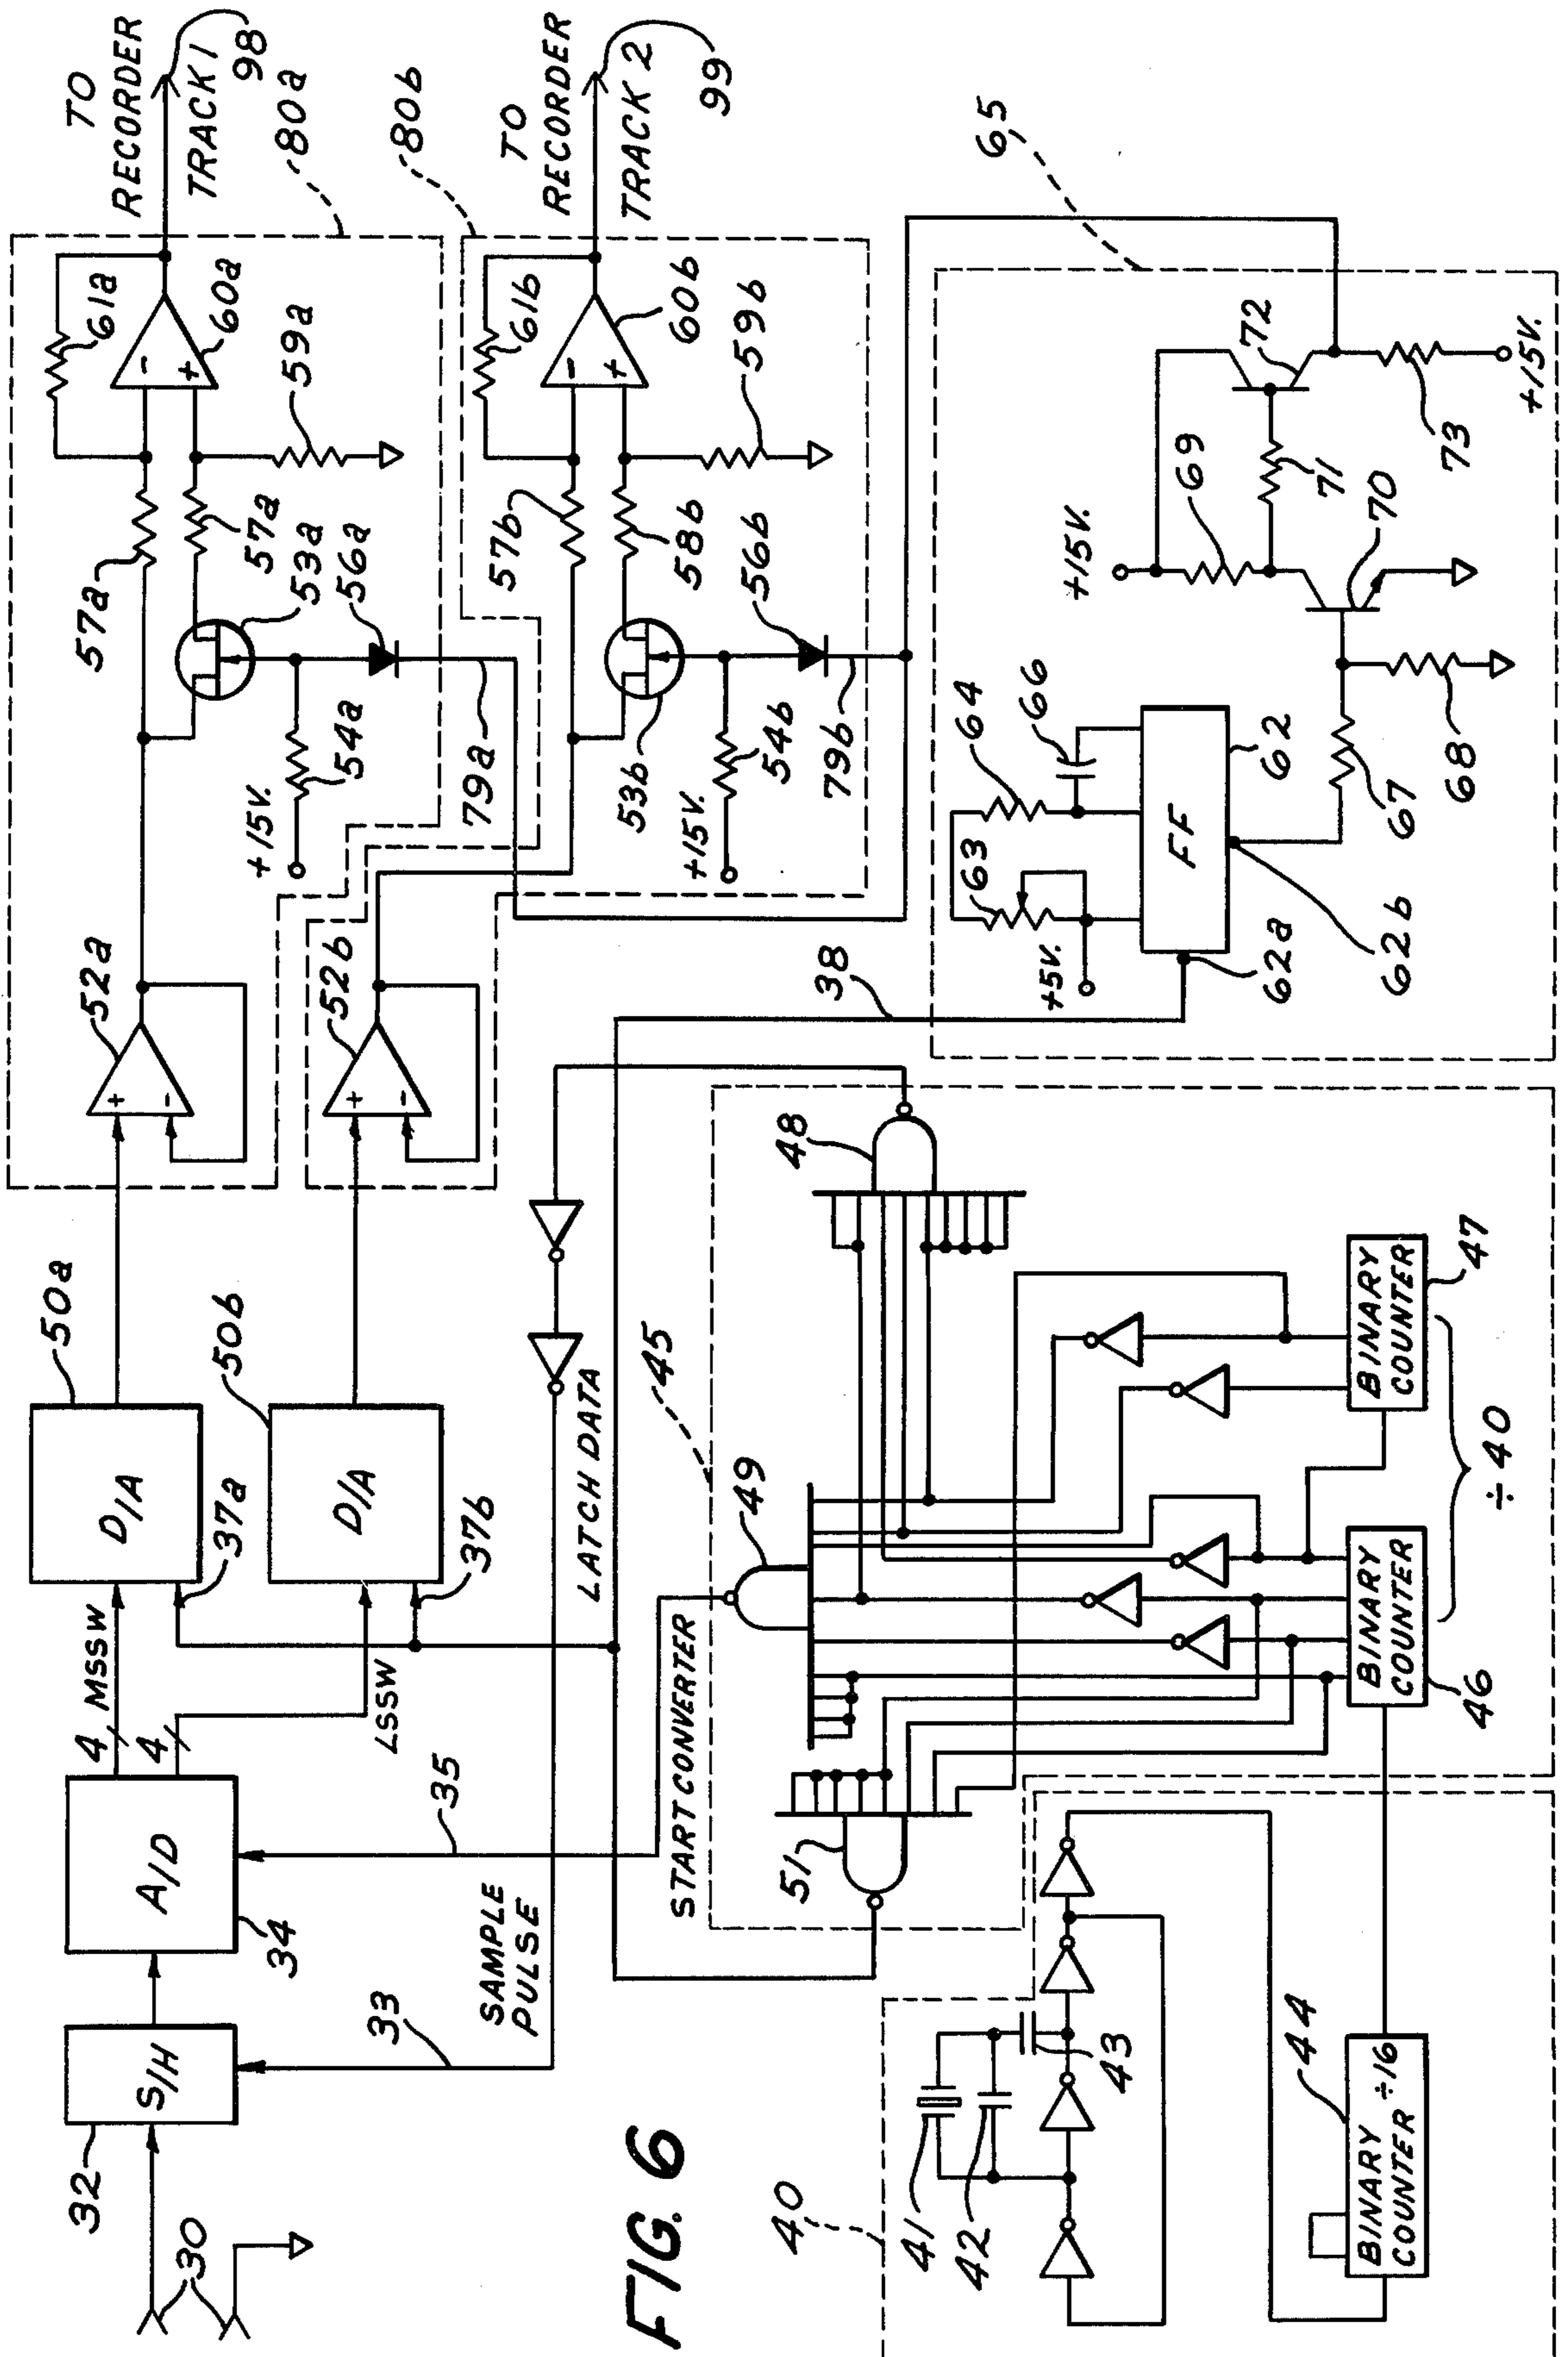 TO
RECORDER
TRACK 1
98
80a
80b
TO
RECORDER
TRACK 2
99
65
61a
60a
59a
57a
57a
53a
56a
54a
+15V.
79a
61b
60b
59b
57b
58b
56b
53b
54b
+15V.
79b
-
+
-
+
52a
+
-
52b
+
-
50a
D/A
37a
50b
D/A
37b
4
MSSW
4
LSSW
A/D
34
35
S/H
32
33
30
SAMPLE
PULSE
LATCH DATA
START CONVERTER
38
45
48
49
51
BINARY
COUNTER
47
BINARY
COUNTER
46
÷40
72
73
+15V.
69
71
+15V.
70
64
66
63
+5V.
FF
62
62a
62b
67
68
FIG. 6
40
41
42
43
44
BINARY
COUNTER ÷16